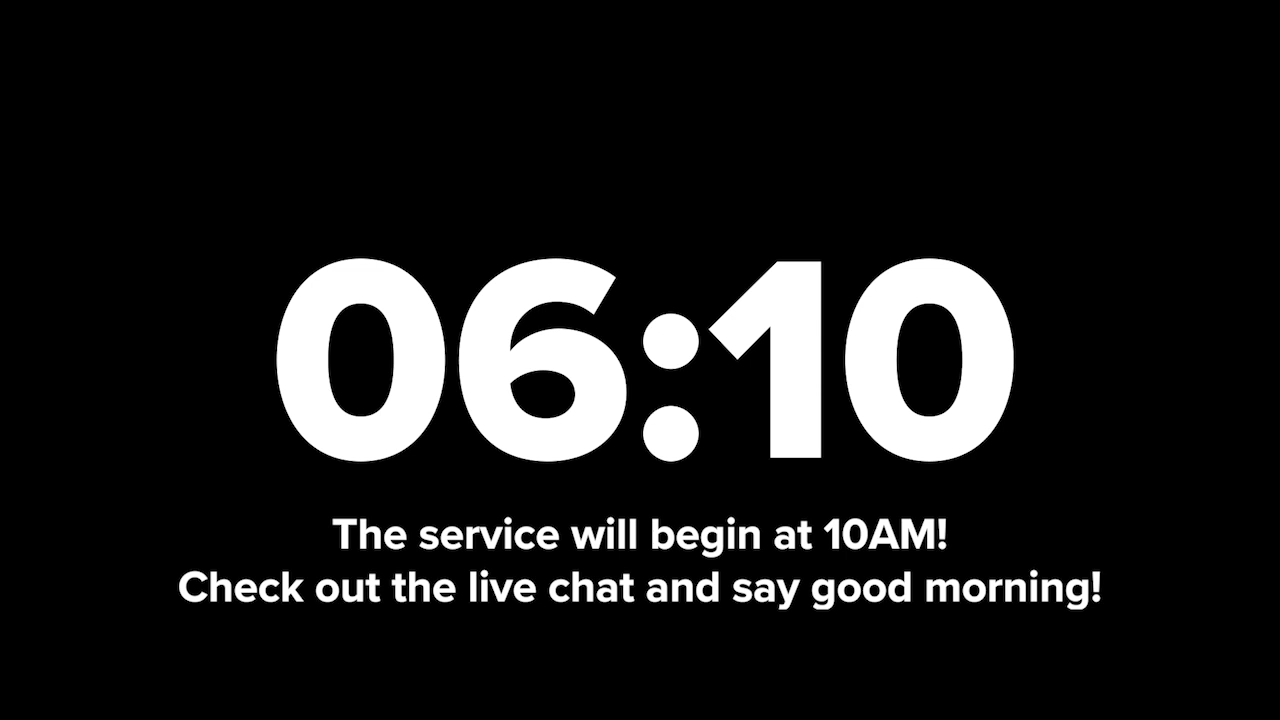 06:10
The service will begin at 10AM!
Check out the live chat and say good morning!